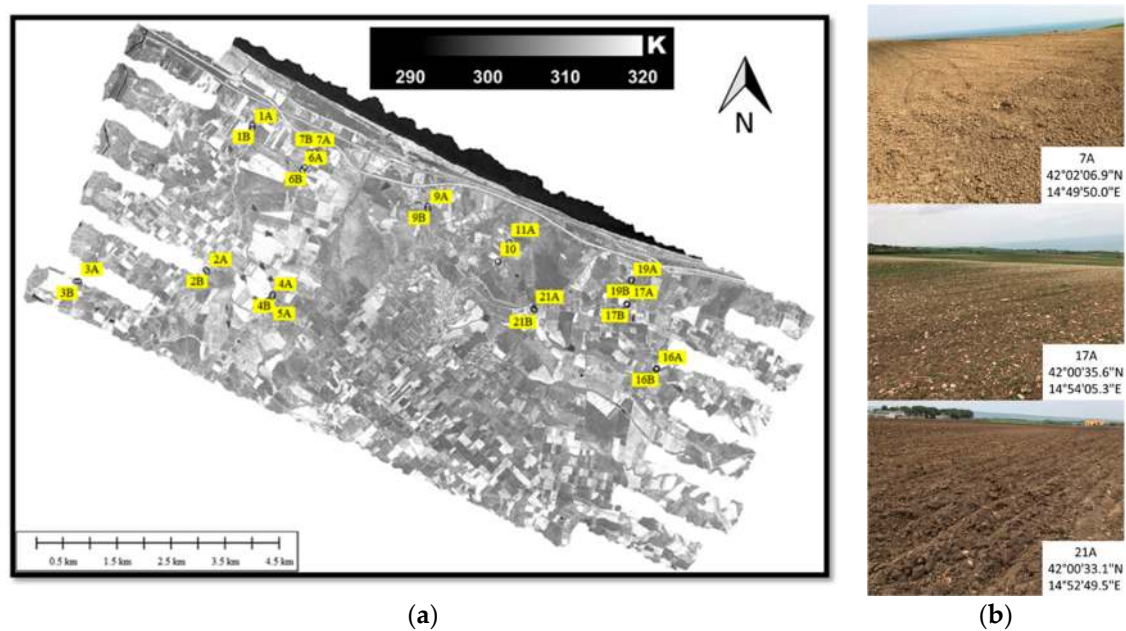 K
290 300 310 320
N
1A
1B
7B 7A
6A
6B
9A
9B
11A
10
2A
2B
3A
3B
4A
4B
5A
19A
19B 17A
17B
21A
21B
16A
16B
0.5 km 1.5 km 2.5 km 3.5 km 4.5 km
(a)
7A
42°02'06.9"N
14°49'50.0"E
17A
42°00'35.6"N
14°54'05.3"E
21A
42°00'33.1"N
14°52'49.5"E
(b)